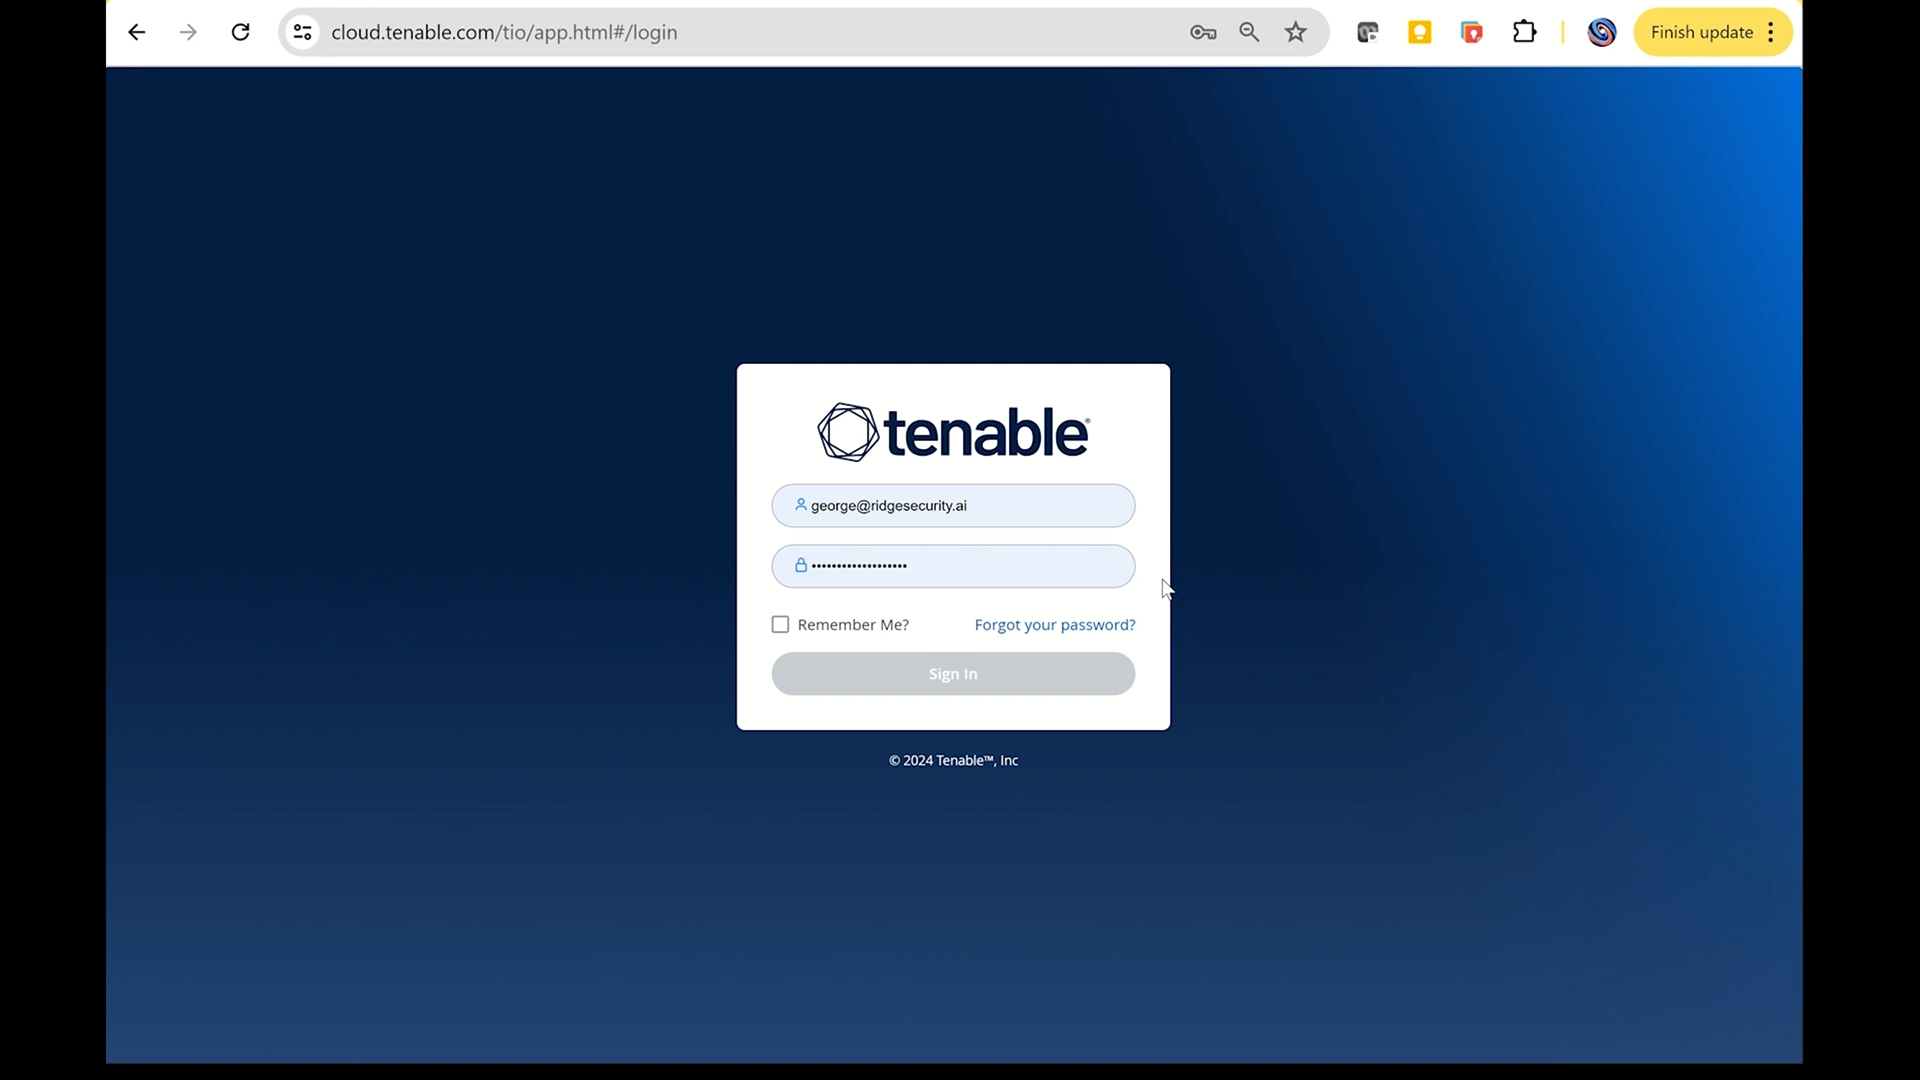 cloud.tenable.com/tio/app.html#/login
Finish update
tenable
george@ridgesecurity.ai
•••••••••••••••••••
Remember Me?
Forgot your password?
Sign In
© 2024 Tenable™, Inc